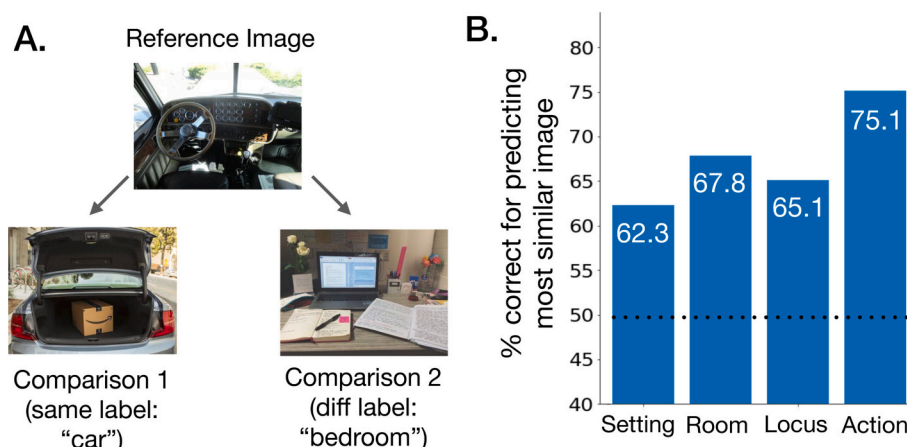 A.
Reference Image
Comparison 1
(same label:
“car”)
Comparison 2
(diff label:
“bedroom”)
B.
% correct for predicting
most similar image
80
75
70
65
60
55
50
45
40
62.3
67.8
65.1
75.1
Setting Room Locus Action